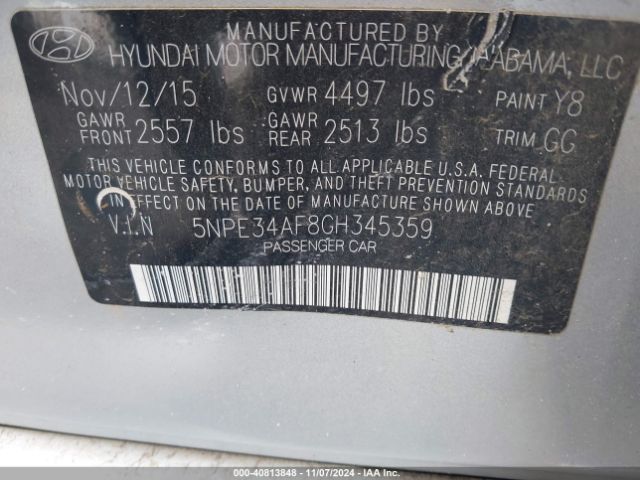 MANUFACTURED BY
HYUNDAI MOTOR MANUFACTURING ALABAMA, LLC
Nov/12/15 GVWR 4497 lbs PAINT Y8
GAWR FRONT 2557 lbs GAWR REAR 2513 lbs TRIM GG
THIS VEHICLE CONFORMS TO ALL APPLICABLE U.S.A. FEDERAL
MOTOR VEHICLE SAFETY, BUMPER, AND THEFT PREVENTION STANDARDS
IN EFFECT ON THE DATE OF MANUFACTURE SHOWN ABOVE
V.I.N 5NPE34AF8GH345359
PASSENGER CAR
000-40813848 - 11/07/2024 - IAAI.com